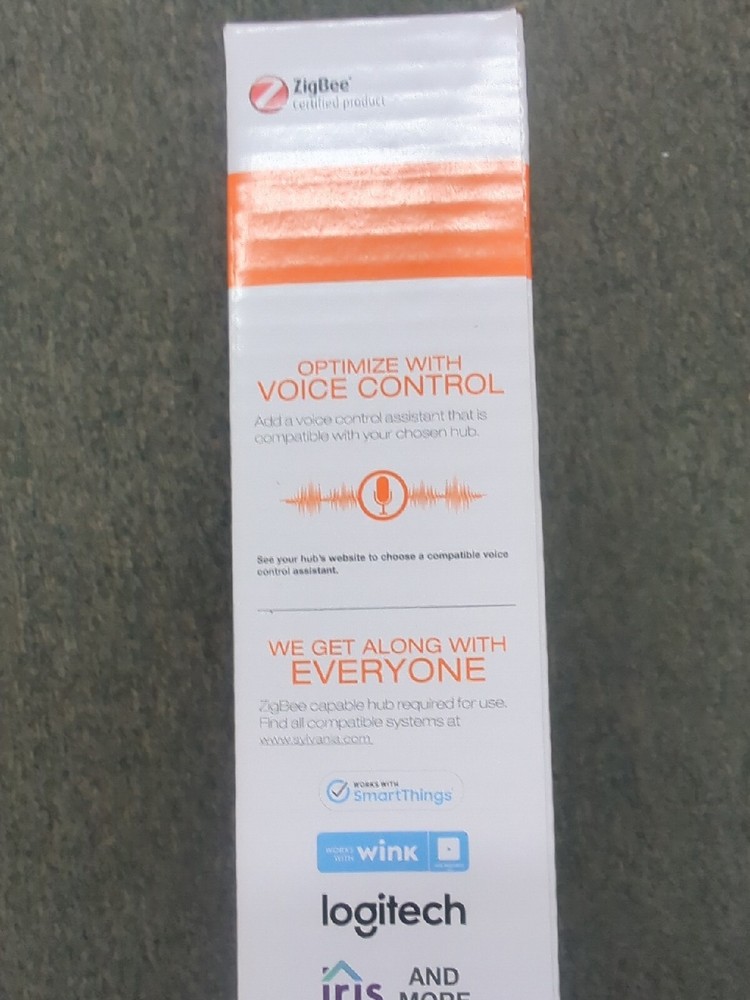 ZigBee®
Certified product
OPTIMIZE WITH
VOICE CONTROL
Add a voice control assistant that is
compatible with your chosen hub.
See your hub's website to choose a compatible voice
control assistant.
WE GET ALONG WITH
EVERYONE
ZigBee capable hub required for use.
Find all compatible systems at
www.sylvania.com
WORKS WITH
SmartThings
WORKS
WITH
wink
logitech
iris
AND
MORE